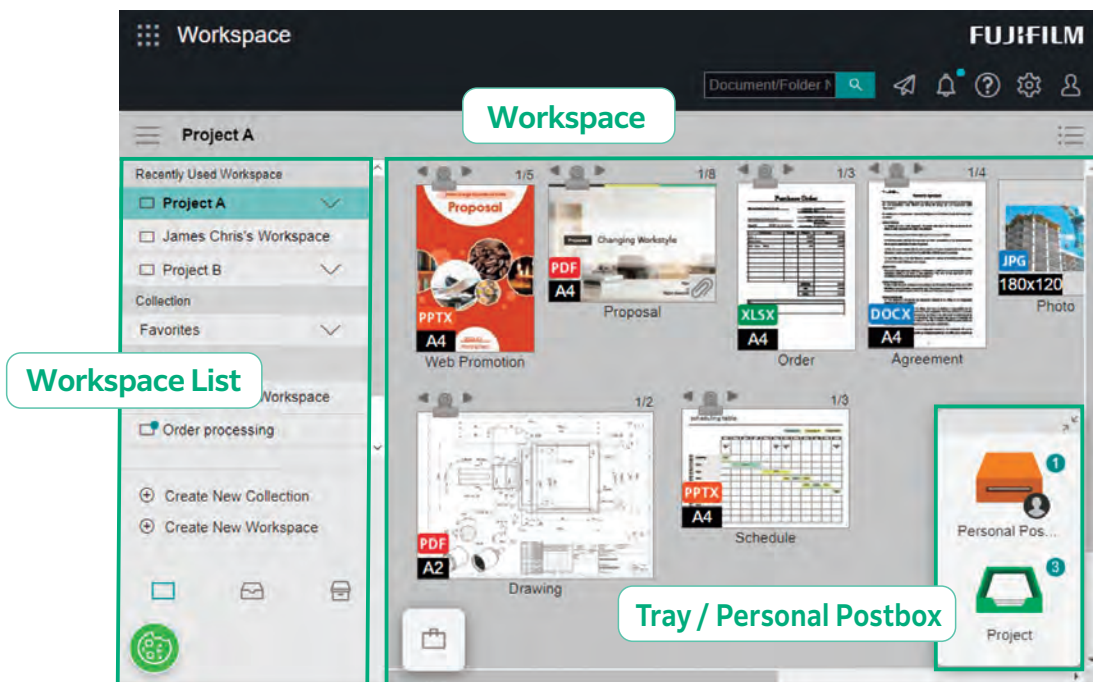 Workspace
FUJIFILM
Document/Folder N
Workspace
Project A
Recently Used Workspace
Project A
James Chris's Workspace
Project B
Collection
Favorites
Workspace List
Workspace
Order processing
Create New Collection
Create New Workspace
1/5
Proposal
PPTX
A4
Web Promotion
1/8
Proposal
Changing Workstyle
PDF
A4
Proposal
1/3
Purchase Order
XLSX
A4
Order
1/4
DOCX
A4
Agreement
JPG
180x120
Photo
1/2
PDF
A2
Drawing
1/3
scheduling table
PPTX
A4
Schedule
1
Personal Pos...
3
Project
Tray / Personal Postbox